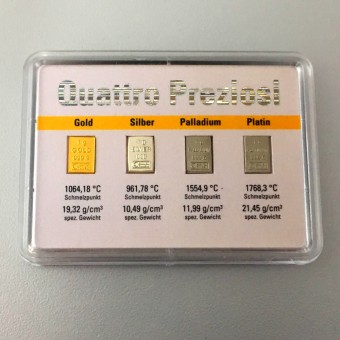 Quattro Preziosi
Gold Silber Palladium Platin
1064,18 °C 961,78 °C 1554,9 °C 1768,3 °C
Schmelzpunkt Schmelzpunkt Schmelzpunkt Schmelzpunkt
19,32 g/cm³ 10,49 g/cm³ 11,99 g/cm³ 21,45 g/cm³
spez. Gewicht spez. Gewicht spez. Gewicht spez. Gewicht